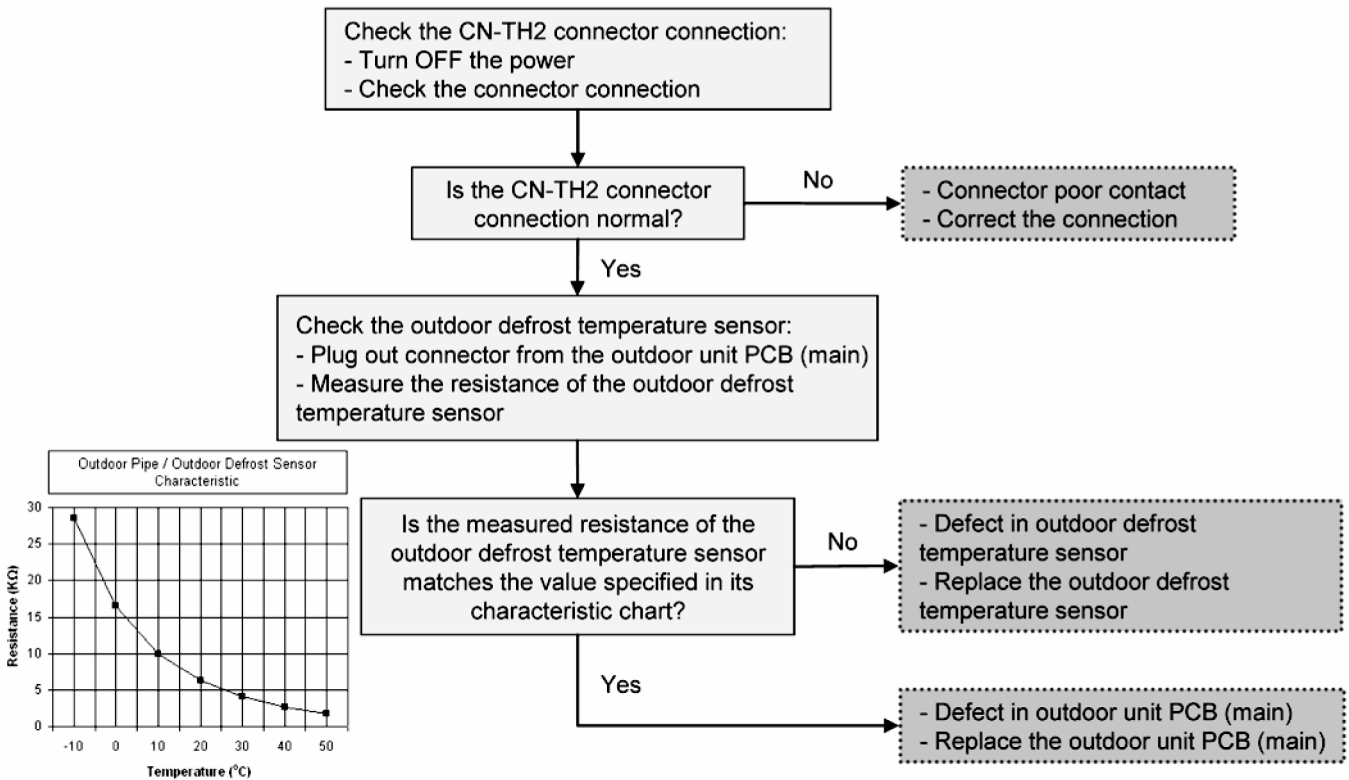 Check the CN-TH2 connector connection:
- Turn OFF the power
- Check the connector connection
Is the CN-TH2 connector
connection normal?
No
- Connector poor contact
- Correct the connection
Yes
Check the outdoor defrost temperature sensor:
- Plug out connector from the outdoor unit PCB (main)
- Measure the resistance of the outdoor defrost
temperature sensor
Is the measured resistance of the
outdoor defrost temperature sensor
matches the value specified in its
characteristic chart?
No
- Defect in outdoor defrost
temperature sensor
- Replace the outdoor defrost
temperature sensor
Yes
- Defect in outdoor unit PCB (main)
- Replace the outdoor unit PCB (main)
Outdoor Pipe / Outdoor Defrost Sensor
Characteristic
Resistance (KΩ)
30
25
20
15
10
5
0
-10 0 10 20 30 40 50
Temperature (°C)